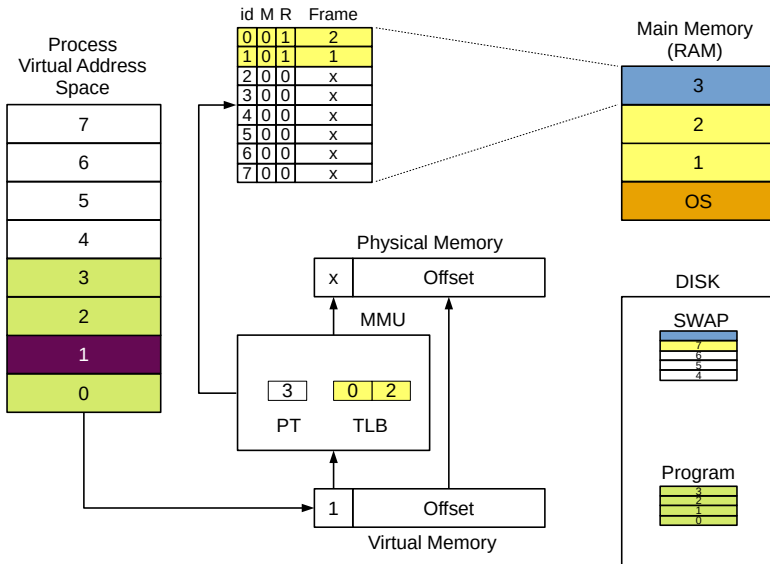 id M R Frame
0 0 1 2
1 0 1 1
2 0 0 x
3 0 0 x
4 0 0 x
5 0 0 x
6 0 0 x
7 0 0 x
Process
Virtual Address
Space
7
6
5
4
3
2
1
0
Main Memory
(RAM)
3
2
1
OS
Physical Memory
x Offset
MMU
3 0 2
PT TLB
1 Offset
Virtual Memory
DISK
SWAP
7
6
5
4
Program
3
2
1
0